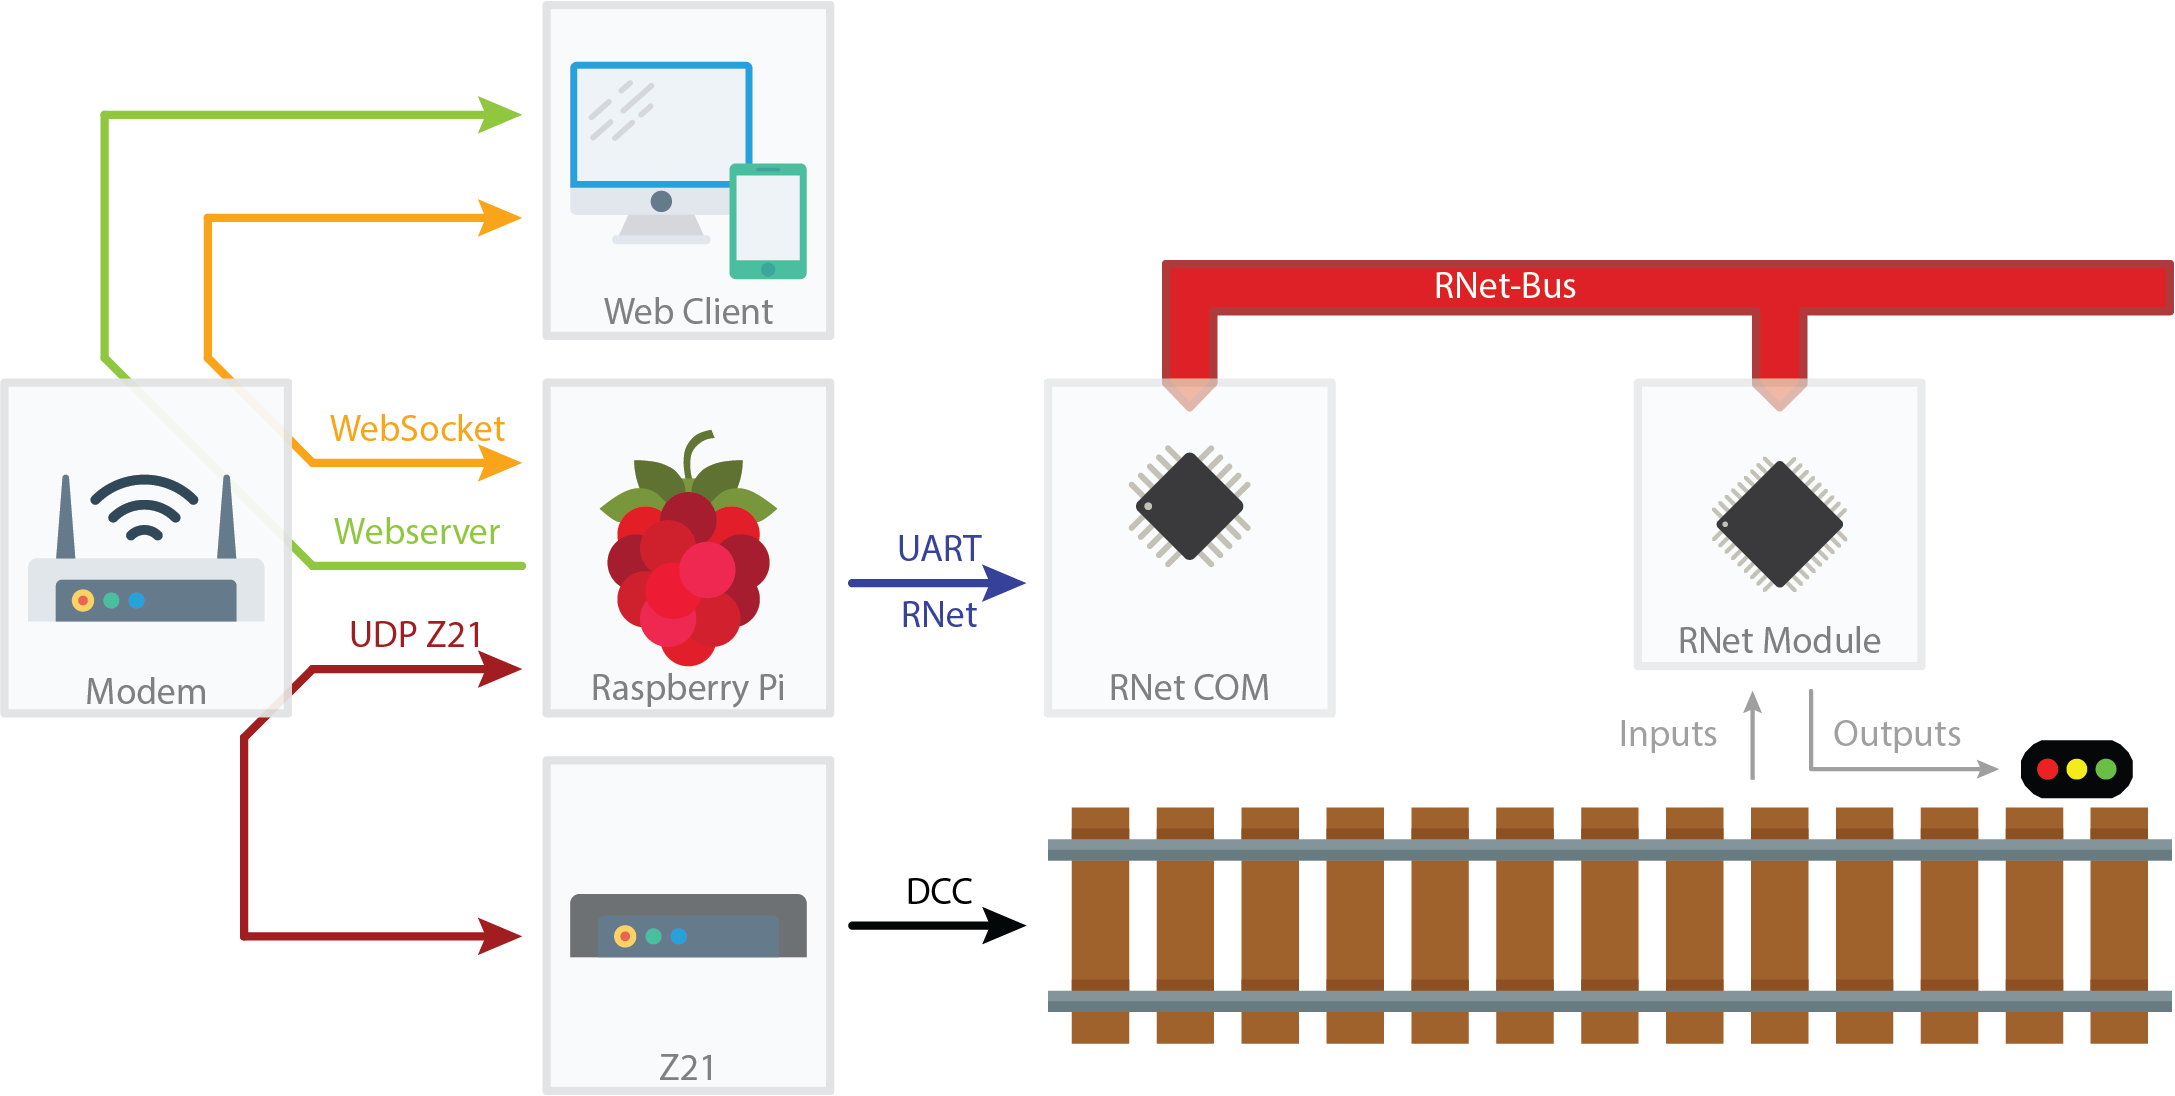 Web Client
RNet-Bus
WebSocket
Webserver
UDP Z21
Modem
Raspberry Pi
UART
RNet
RNet COM
RNet Module
Inputs
Outputs
DCC
Z21